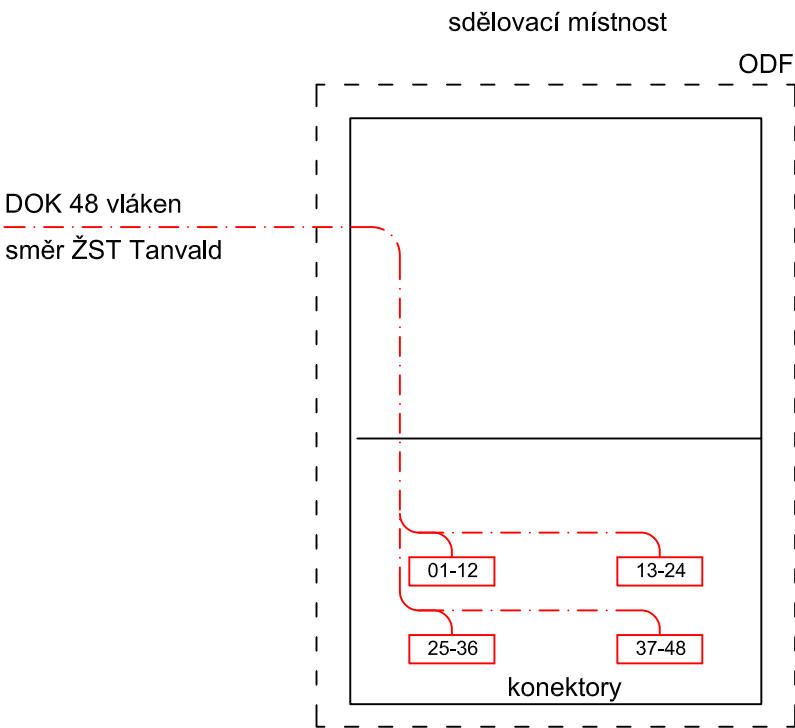 sdělovací místnost
ODF
DOK 48 vláken
směr ŽST Tanvald
01-12
13-24
25-36
37-48
konektory